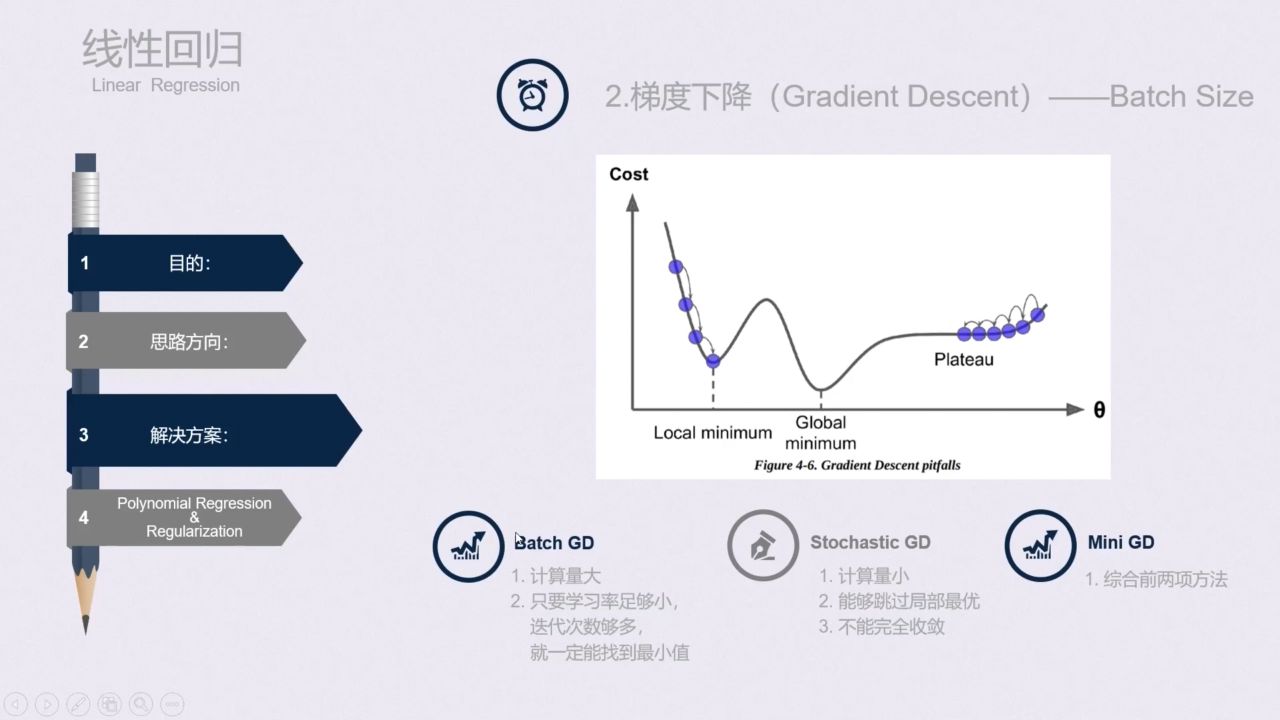 线性回归
Linear Regression
2.梯度下降（Gradient Descent）——Batch Size
1 目的：
2 思路方向：
3 解决方案：
4 Polynomial Regression
&
Regularization
Cost
θ
Plateau
Local minimum
Global
minimum
Figure 4-6. Gradient Descent pitfalls
Batch GD
1. 计算量大
2. 只要学习率足够小，
迭代次数够多，
就一定能找到最小值
Stochastic GD
1. 计算量小
2. 能够跳过局部最优
3. 不能完全收敛
Mini GD
1. 综合前两项方法